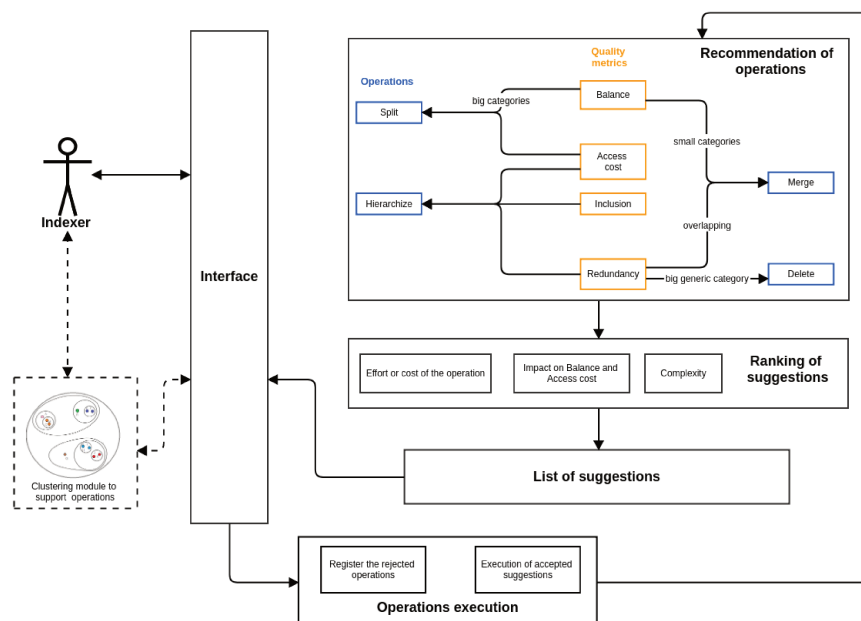 Recommendation of
operations
Quality
metrics
Operations
Balance
big categories
Split
small categories
Access
cost
Merge
Hierarchize
Inclusion
overlapping
Redundancy
big generic category
Delete
Indexer
Interface
Effort or cost of the operation
Impact on Balance and
Access cost
Complexity
Ranking of
suggestions
Clustering module to
support operations
List of suggestions
Register the rejected
operations
Execution of accepted
suggestions
Operations execution